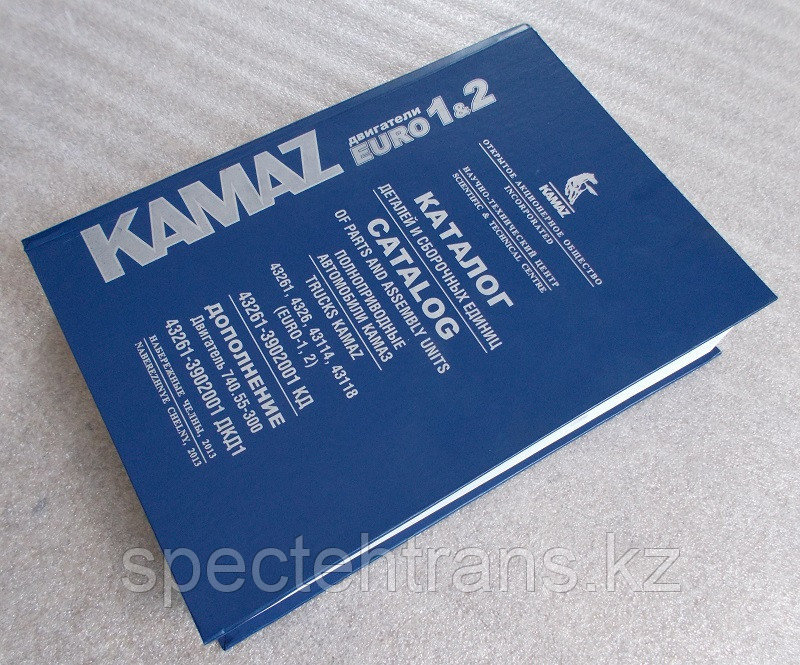 KAMAZ
двигатели
EURO 1&2
KAMAZ
ОТКРЫТОЕ АКЦИОНЕРНОЕ ОБЩЕСТВО
INCORPORATED
НАУЧНО-ТЕХНИЧЕСКИЙ ЦЕНТР
SCIENTIFIC & TECHNICAL CENTRE
КАТАЛОГ
ДЕТАЛЕЙ И СБОРОЧНЫХ ЕДИНИЦ
CATALOG
OF PARTS AND ASSEMBLY UNITS
ПОЛНОПРИВОДНЫЕ
АВТОМОБИЛИ КАМАЗ
TRUCKS KAMAZ
43261, 4326, 43114, 43118
(EURO-1, 2)
43261-3902001 КД
ДОПОЛНЕНИЕ
Двигатель 740.55-300
43261-3902001 ДКД1
НАБЕРЕЖНЫЕ ЧЕЛНЫ, 2013
NABEREZHNYE CHELNY, 2013
spectehtrans.kz